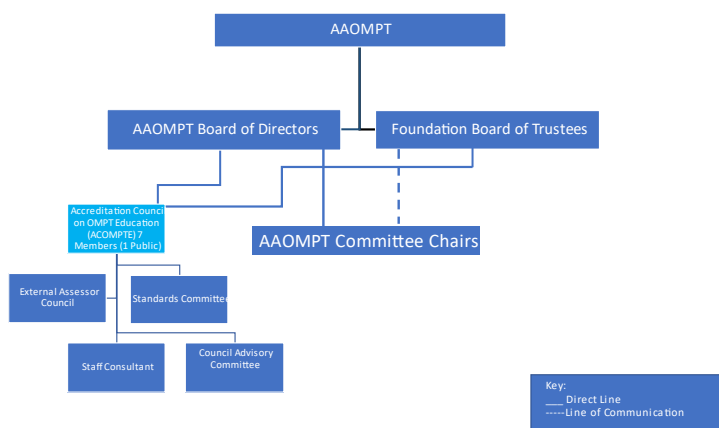 AAOMPT
AAOMPT Board of Directors
Foundation Board of Trustees
Accreditation Counci
on OMPT Education
(ACOMPTE) 7
Members (1 Public)
AAOMPT Committee Chairs
External Assessor
Council
Standards Committee
Staff Consultant
Council Advisory
Committee
Key:
___ Direct Line
-----Line of Communication